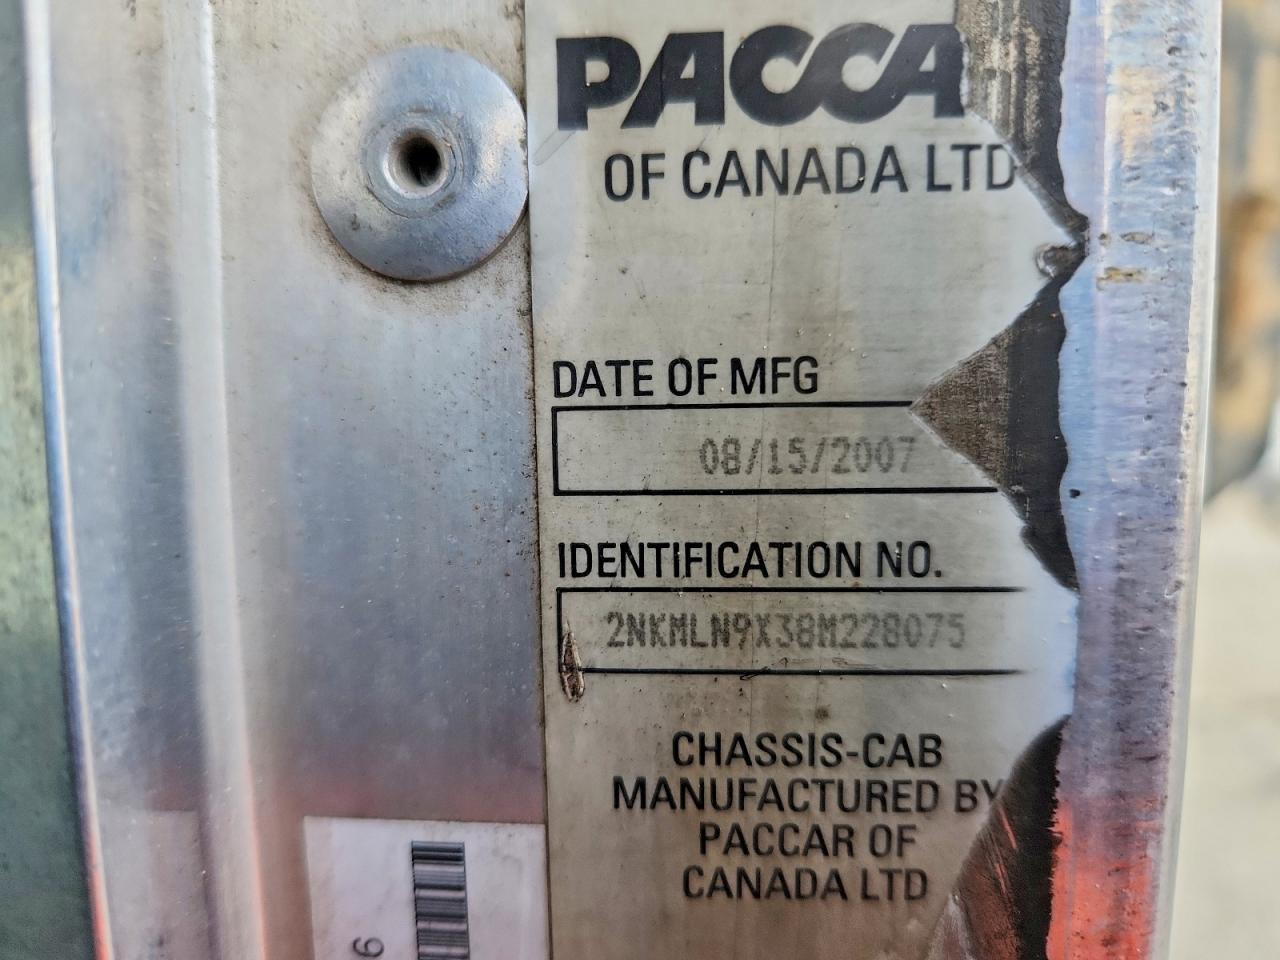 PACCA
OF CANADA LTD
DATE OF MFG
08/15/2007
IDENTIFICATION NO.
2NKMLN9X38M228075
CHASSIS-CAB
MANUFACTURED BY
PACCAR OF
CANADA LTD
6